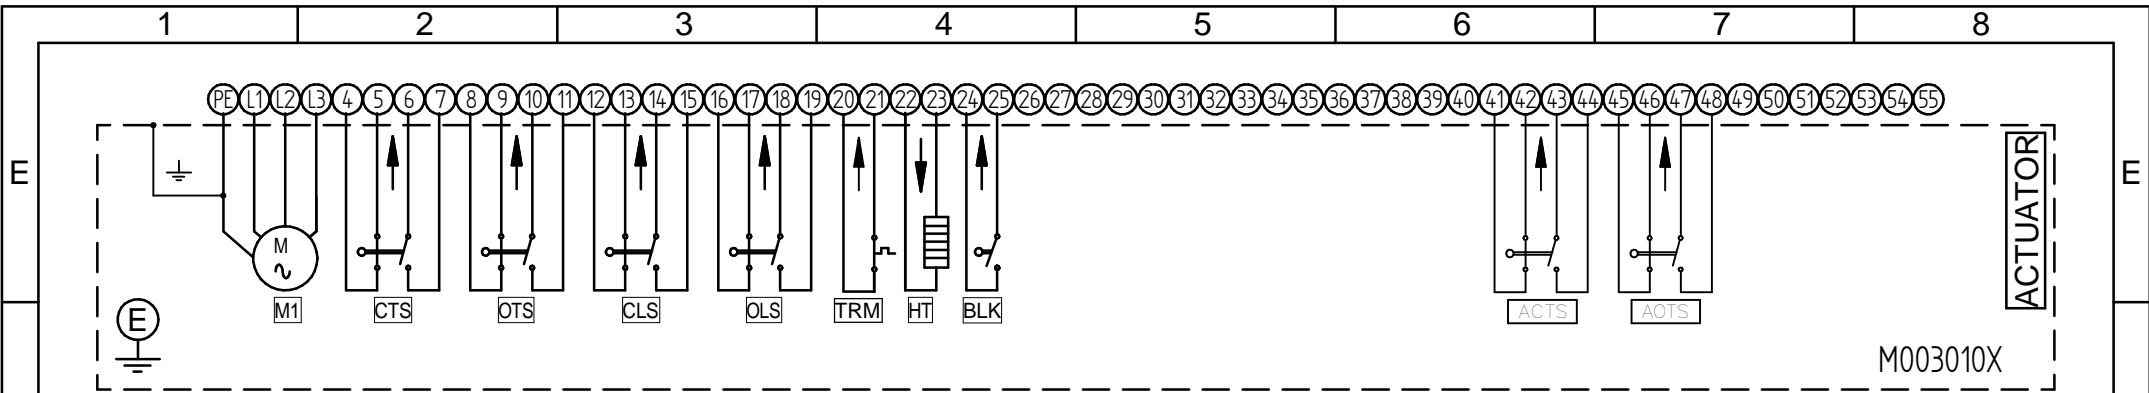 1 2 3 4 5 6 7 8
PE L1 L2 L3 4 5 6 7 8 9 10 11 12 13 14 15 16 17 18 19 20 21 22 23 24 25 26 27 28 29 30 31 32 33 34 35 36 37 38 39 40 41 42 43 44 45 46 47 48 49 50 51 52 53 54 55
E E
ACTUATOR
M
M1 CTS OTS CLS OLS TRM HT BLK ACTS AOTS
E
M003010X